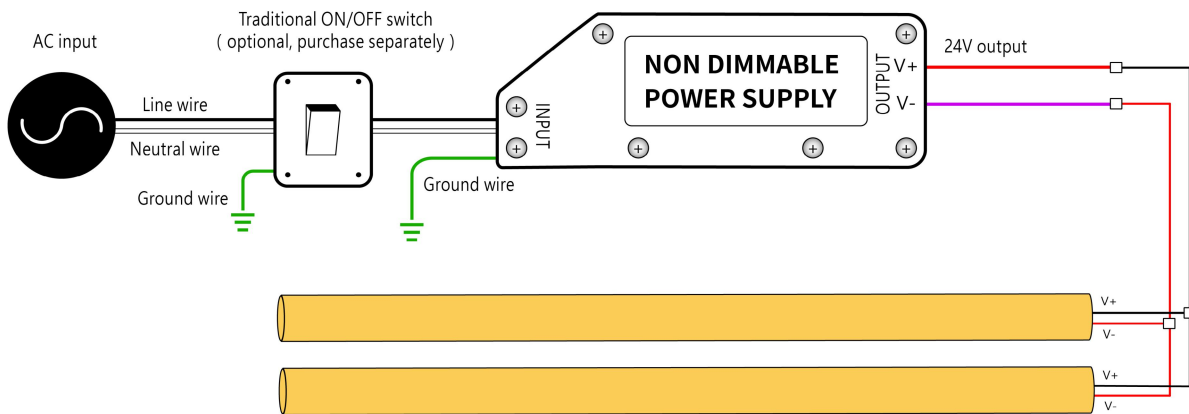 Traditional ON/OFF switch
( optional, purchase separately )
AC input
Line wire
Neutral wire
Ground wire
Ground wire
INPUT
NON DIMMABLE
POWER SUPPLY
OUTPUT
V+
V-
24V output
V+
V-
V+
V-